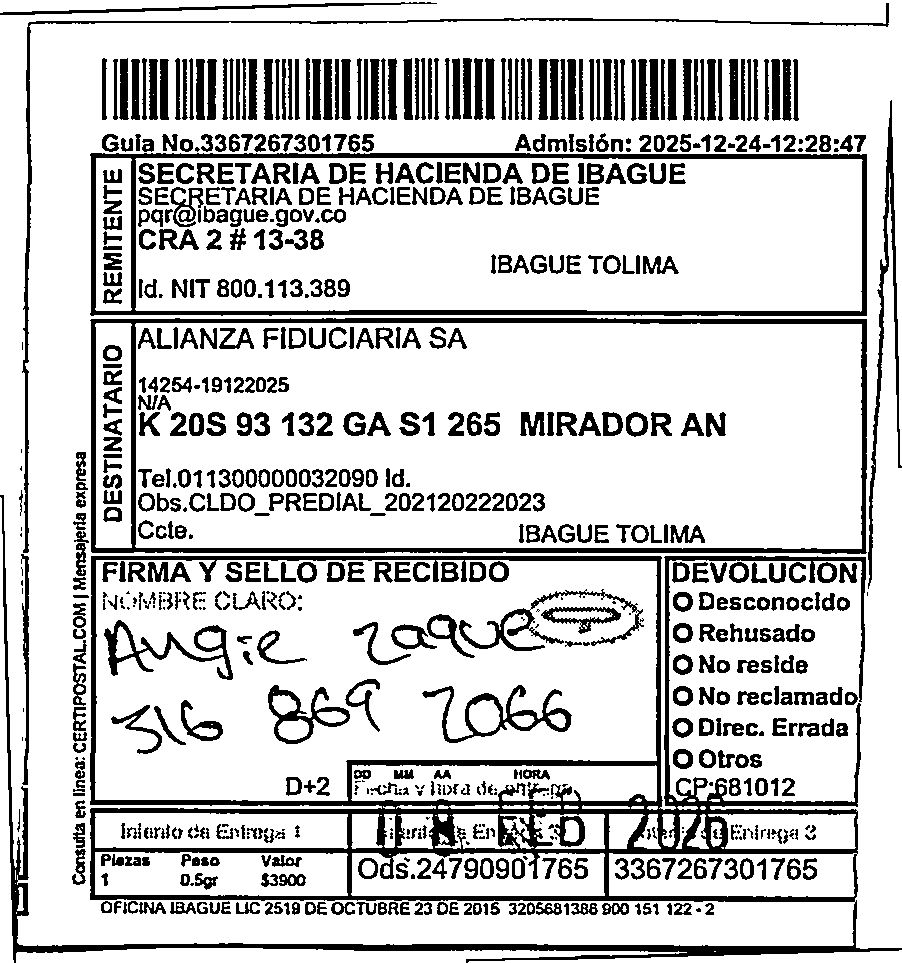 Guia No.3367267301765 Admisión: 2025-12-24-12:28:47
REMITENTE
SECRETARIA DE HACIENDA DE IBAGUE
SECRETARIA DE HACIENDA DE IBAGUE
pqr@ibague.gov.co
CRA 2 # 13-38
IBAGUE TOLIMA
Id. NIT 800.113.389
DESTINATARIO
ALIANZA FIDUCIARIA SA
14254-19122025
N/A
K 20S 93 132 GA S1 265 MIRADOR AN
Tel.011300000032090 Id.
Obs.CLDO_PREDIAL_202120222023
Ccte. IBAGUE TOLIMA
Consulta en linea: CERTIPOSTAL.COM | Mensajería expresa
FIRMA Y SELLO DE RECIBIDO
NOMBRE CLARO:
Angie Zaque
316 869 2066
D+2
DD MM AA HORA
Fecha y hora de entrega
DEVOLUCION
Desconocido
Rehusado
No reside
No reclamado
Direc. Errada
Otros
CP:681012
FEB 2026
Intento de Entrega 1 Intento de Entrega 3
Piezas Peso Valor
1 0.5gr $3900
Ods.24790901765 3367267301765
OFICINA IBAGUE LIC 2519 DE OCTUBRE 23 DE 2015 3205681388 900 151 122 - 2